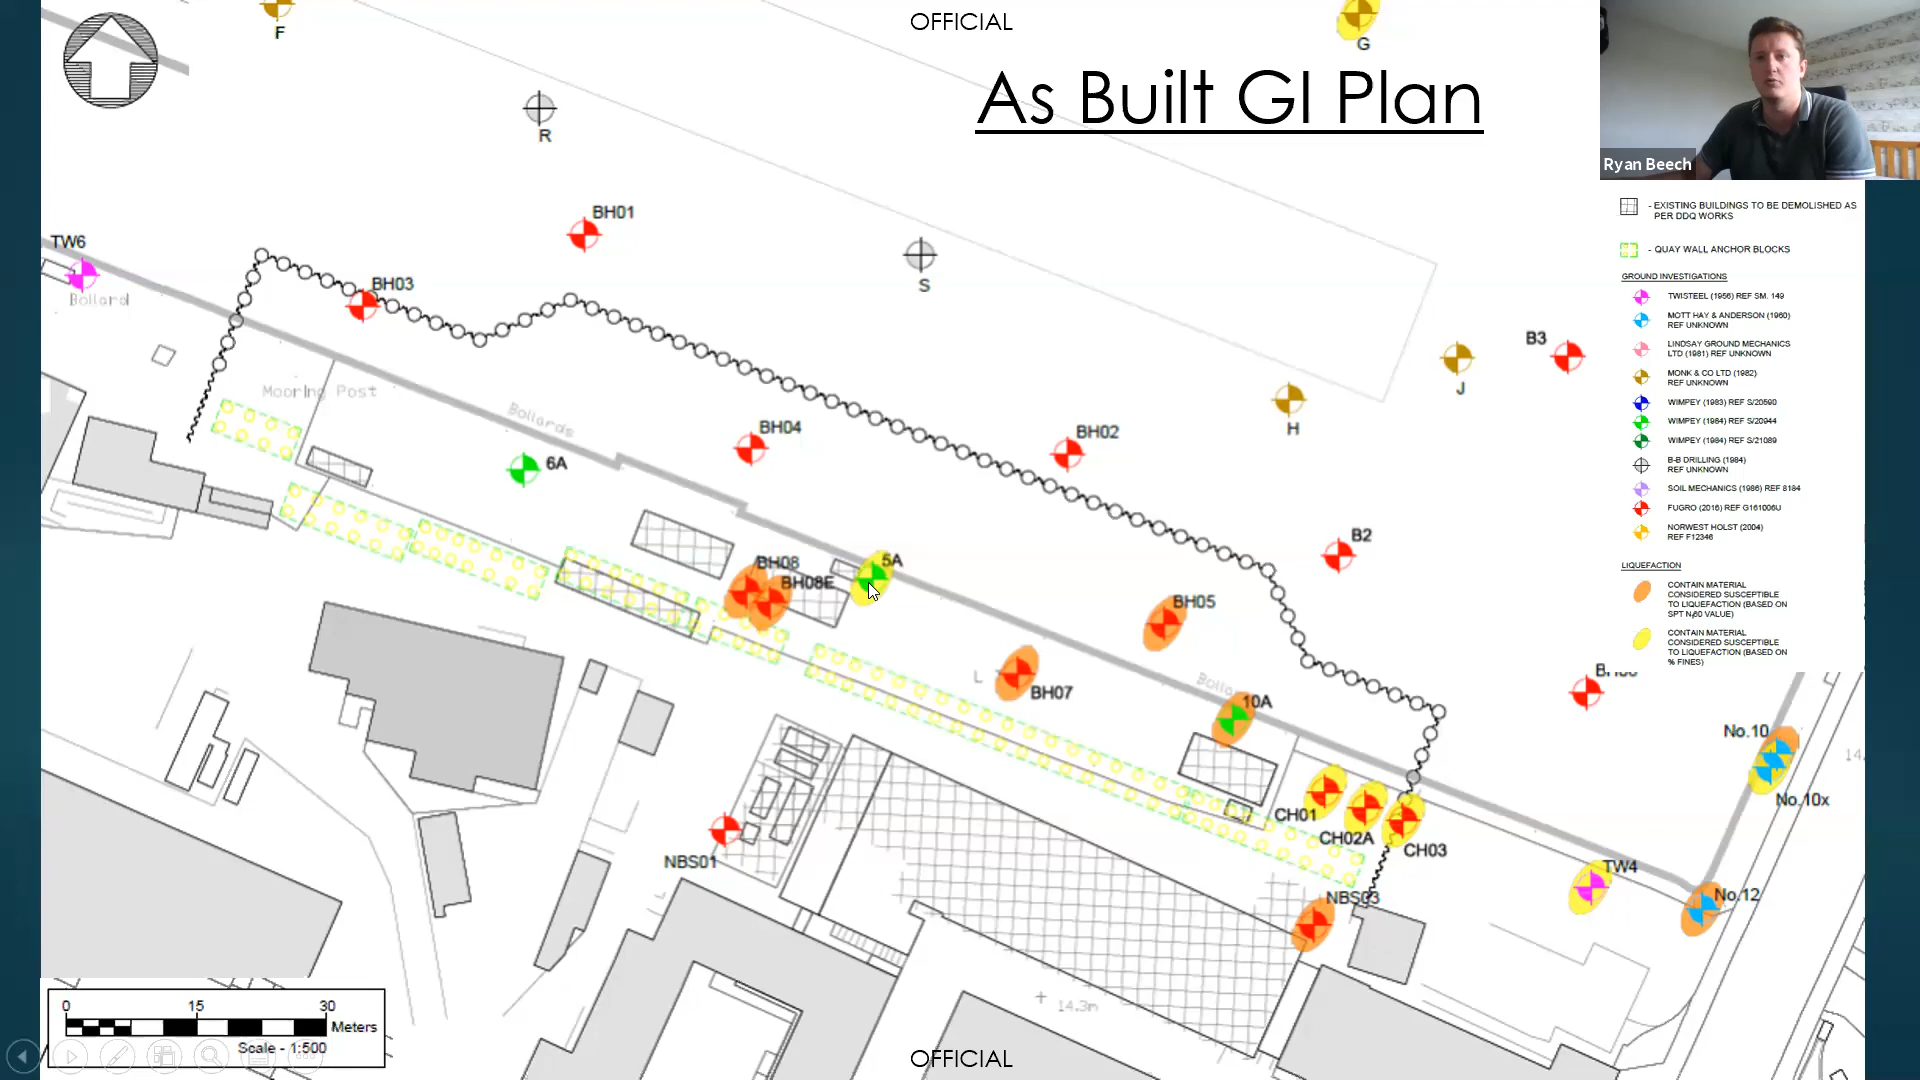 OFFICIAL
As Built GI Plan
Ryan Beech
F
G
R
BH01
TW6
Bollard
BH03
S
B3
J
H
Mooring Post
Bollards
BH04
BH02
6A
B2
BH08
BH08E
5A
BH05
L
BH07
10A
No.10
No.10x
CH01
CH02A
CH03
NBS01
NBS03
TW4
No.12
14.3m
- EXISTING BUILDINGS TO BE DEMOLISHED AS
PER DDQ WORKS
- QUAY WALL ANCHOR BLOCKS
GROUND INVESTIGATIONS
TWISTEEL (1956) REF SM. 149
MOTT HAY & ANDERSON (1960)
REF UNKNOWN
LINDSAY GROUND MECHANICS
LTD (1981) REF UNKNOWN
MONK & CO LTD (1982)
REF UNKNOWN
WIMPEY (1983) REF S/20590
WIMPEY (1984) REF S/20944
WIMPEY (1984) REF S/21089
B-B DRILLING (1984)
REF UNKNOWN
SOIL MECHANICS (1986) REF 8184
FUGRO (2016) REF G161006U
NORWEST HOLST (2004)
REF F12346
LIQUEFACTION
CONTAIN MATERIAL
CONSIDERED SUSCEPTIBLE
TO LIQUEFACTION (BASED ON
SPT N₁60 VALUE)
CONTAIN MATERIAL
CONSIDERED SUSCEPTIBLE
TO LIQUEFACTION (BASED ON
% FINES)
0 15 30
Meters
Scale - 1:500
OFFICIAL